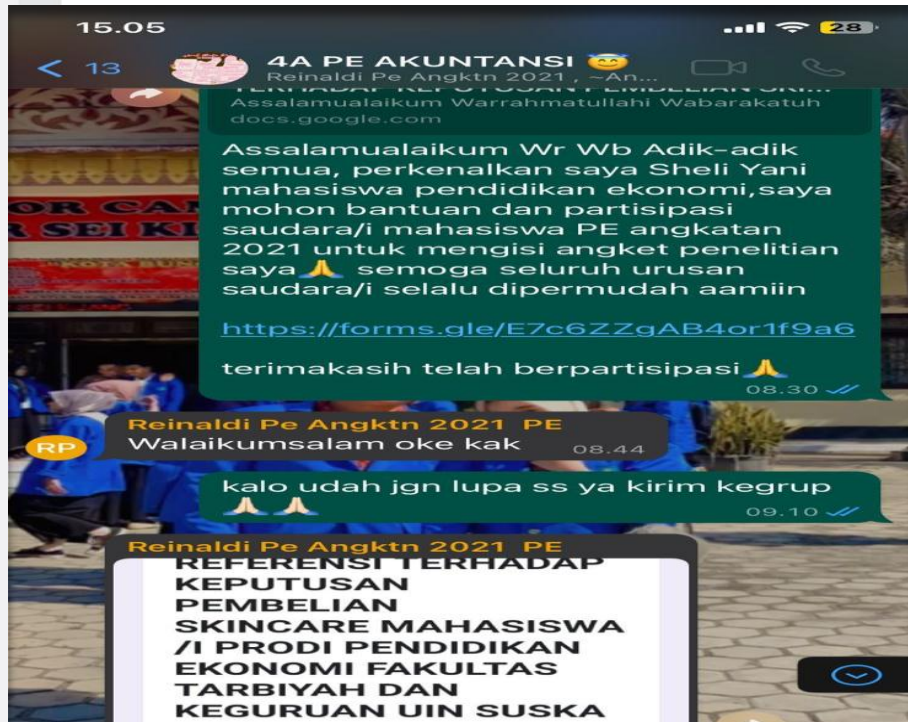 15.05
28
13
4A PE AKUNTANSI 😇
Reinaldi Pe Angktn 2021 , ~An...
TERHADAP KEPUTUSAN PEMBELIAN SKI...
Assalamualaikum Warrahmatullahi Wabarakatuh
docs.google.com
Assalamualaikum Wr Wb Adik-adik
semua, perkenalkan saya Sheli Yani
mahasiswa pendidikan ekonomi,saya
mohon bantuan dan partisipasi
saudara/i mahasiswa PE angkatan
2021 untuk mengisi angket penelitian
saya🙏 semoga seluruh urusan
saudara/i selalu dipermudah aamiin
https://forms.gle/E7c6ZZgAB4or1f9a6
terimakasih telah berpartisipasi🙏
08.30
Reinaldi Pe Angktn 2021 PE
RP
Walaikumsalam oke kak
08.44
kalo udah jgn lupa ss ya kirim kegrup
🙏🙏
09.10
Reinaldi Pe Angktn 2021 PE
REFERENSI TERHADAP
KEPUTUSAN
PEMBELIAN
SKINCARE MAHASISWA
/I PRODI PENDIDIKAN
EKONOMI FAKULTAS
TARBIYAH DAN
KEGURUAN UIN SUSKA